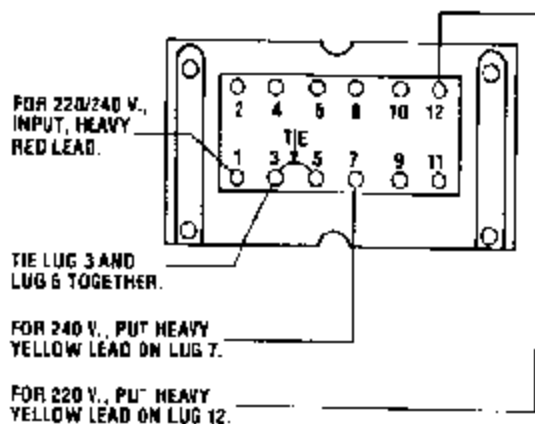 2 4 6 8 10 12
FOR 220/240 V.,
INPUT, HEAVY
RED LEAD.
TIE
1 3 5 7 9 11
TIE LUG 3 AND
LUG 5 TOGETHER.
FOR 240 V., PUT HEAVY
YELLOW LEAD ON LUG 7.
FOR 220 V., PUT HEAVY
YELLOW LEAD ON LUG 12.